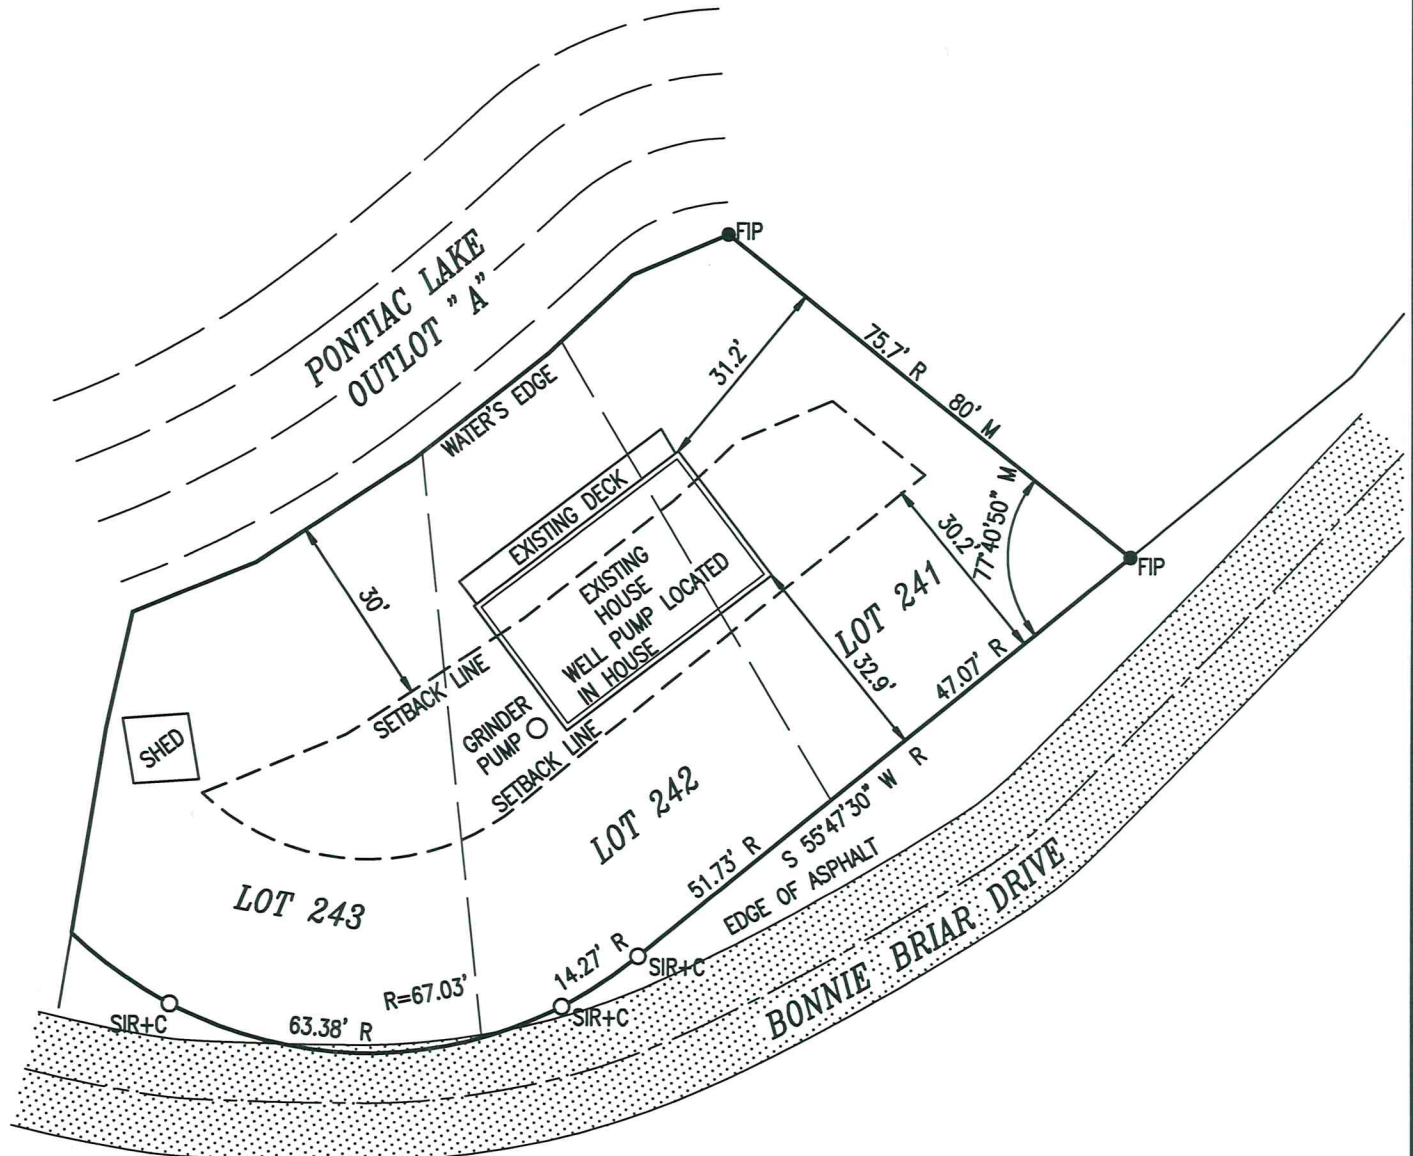 FIP
PONTIAC LAKE
OUTLOT "A"
75.7' R
80' M
31.2'
WATER'S EDGE
EXISTING DECK
77°40'50" M
30.2'
FIP
EXISTING
HOUSE
WELL PUMP LOCATED
IN HOUSE
30'
LOT 241
32.9'
47.07' R
SETBACK LINE
GRINDER
PUMP
SETBACK LINE
SHED
LOT 242
S 55°47'30" W R
51.73' R
EDGE OF ASPHALT
LOT 243
14.27' R
SIR+C
R=67.03'
SIR+C
63.38' R
SIR+C
BONNIE BRIAR DRIVE